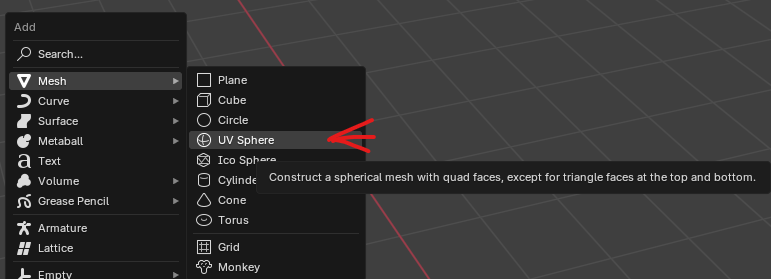 Add
Search...
Mesh
Curve
Surface
Metaball
Text
Volume
Grease Pencil
Armature
Lattice
Empty
Plane
Cube
Circle
UV Sphere
Ico Sphere
Cylinde
Cone
Torus
Grid
Monkey
Construct a spherical mesh with quad faces, except for triangle faces at the top and bottom.